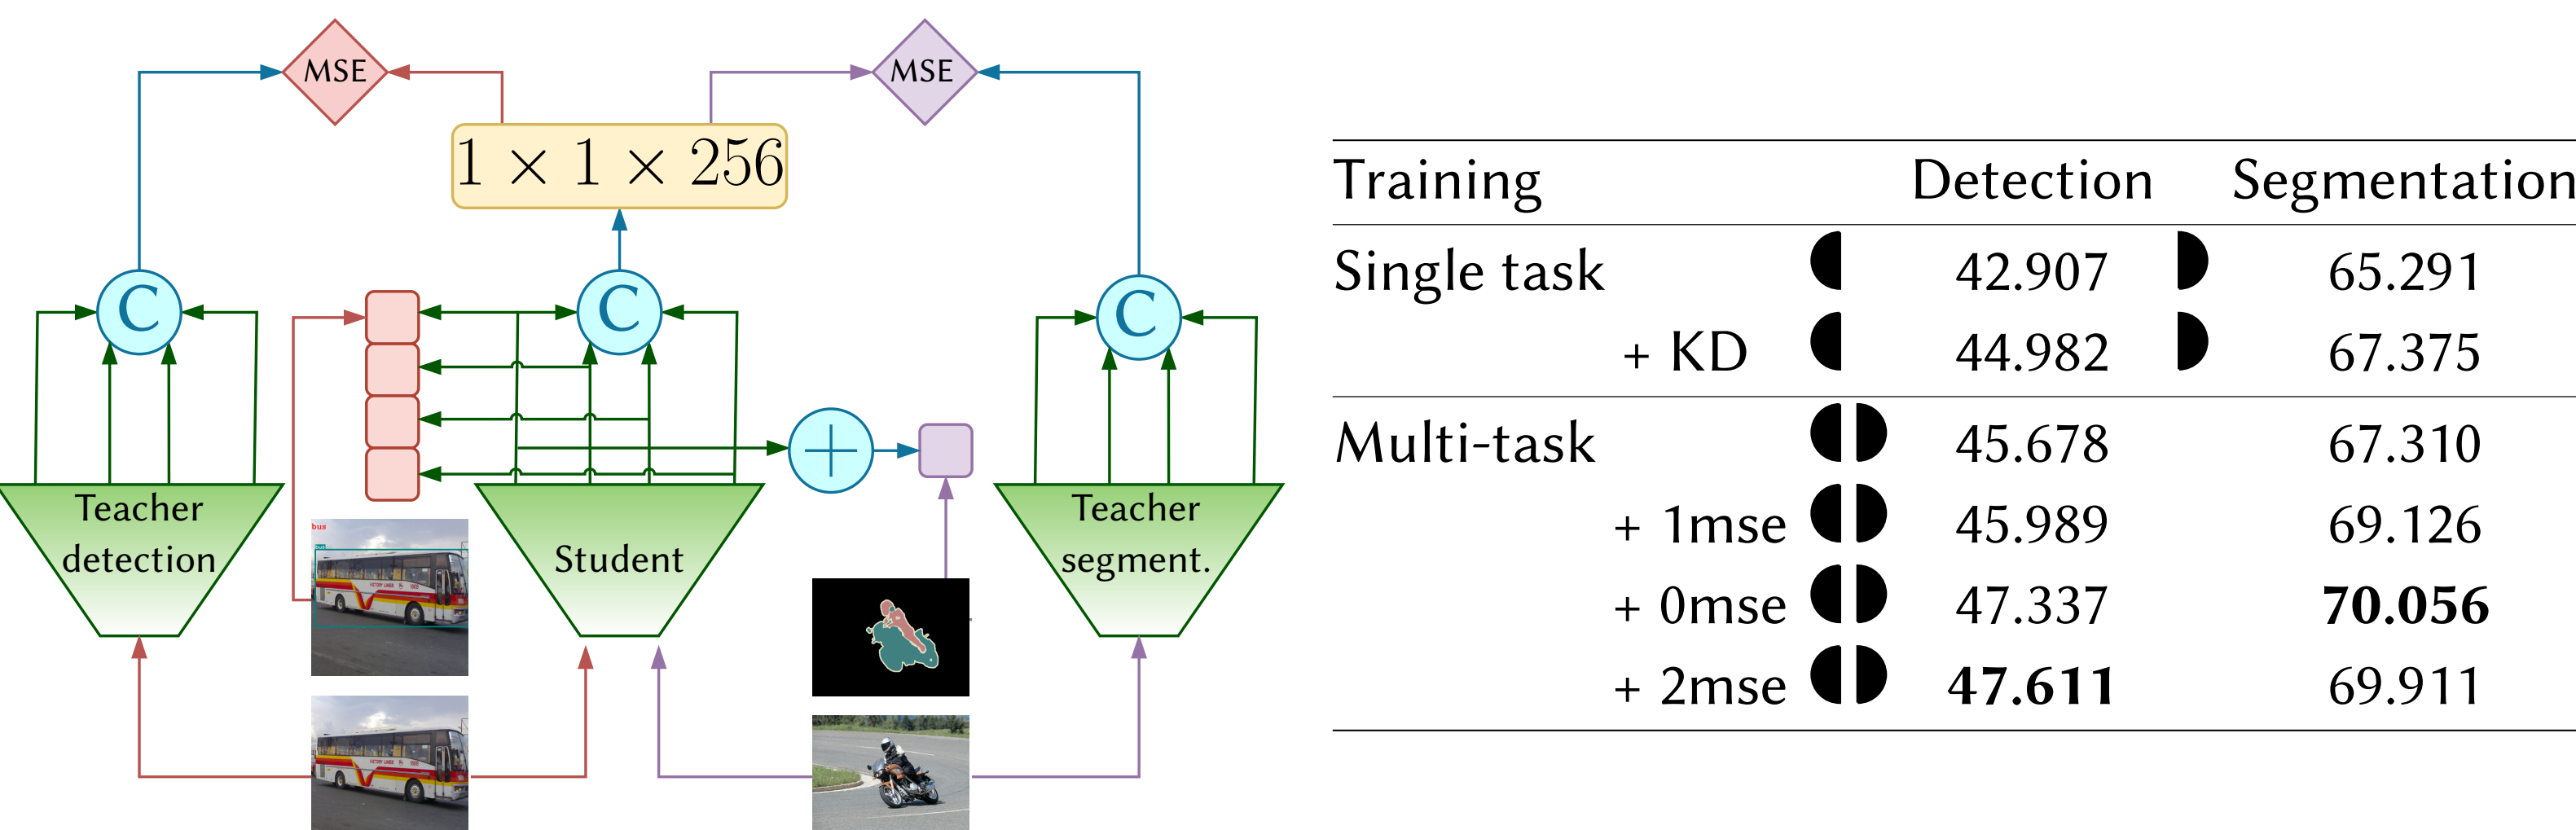 MSE
MSE
1 × 1 × 256
C
C
C
Teacher
detection
Student
Teacher
segment.
bus
Training Detection Segmentation
Single task 42.907 65.291
+ KD 44.982 67.375
Multi-task 45.678 67.310
+ 1mse 45.989 69.126
+ 0mse 47.337 70.056
+ 2mse 47.611 69.911